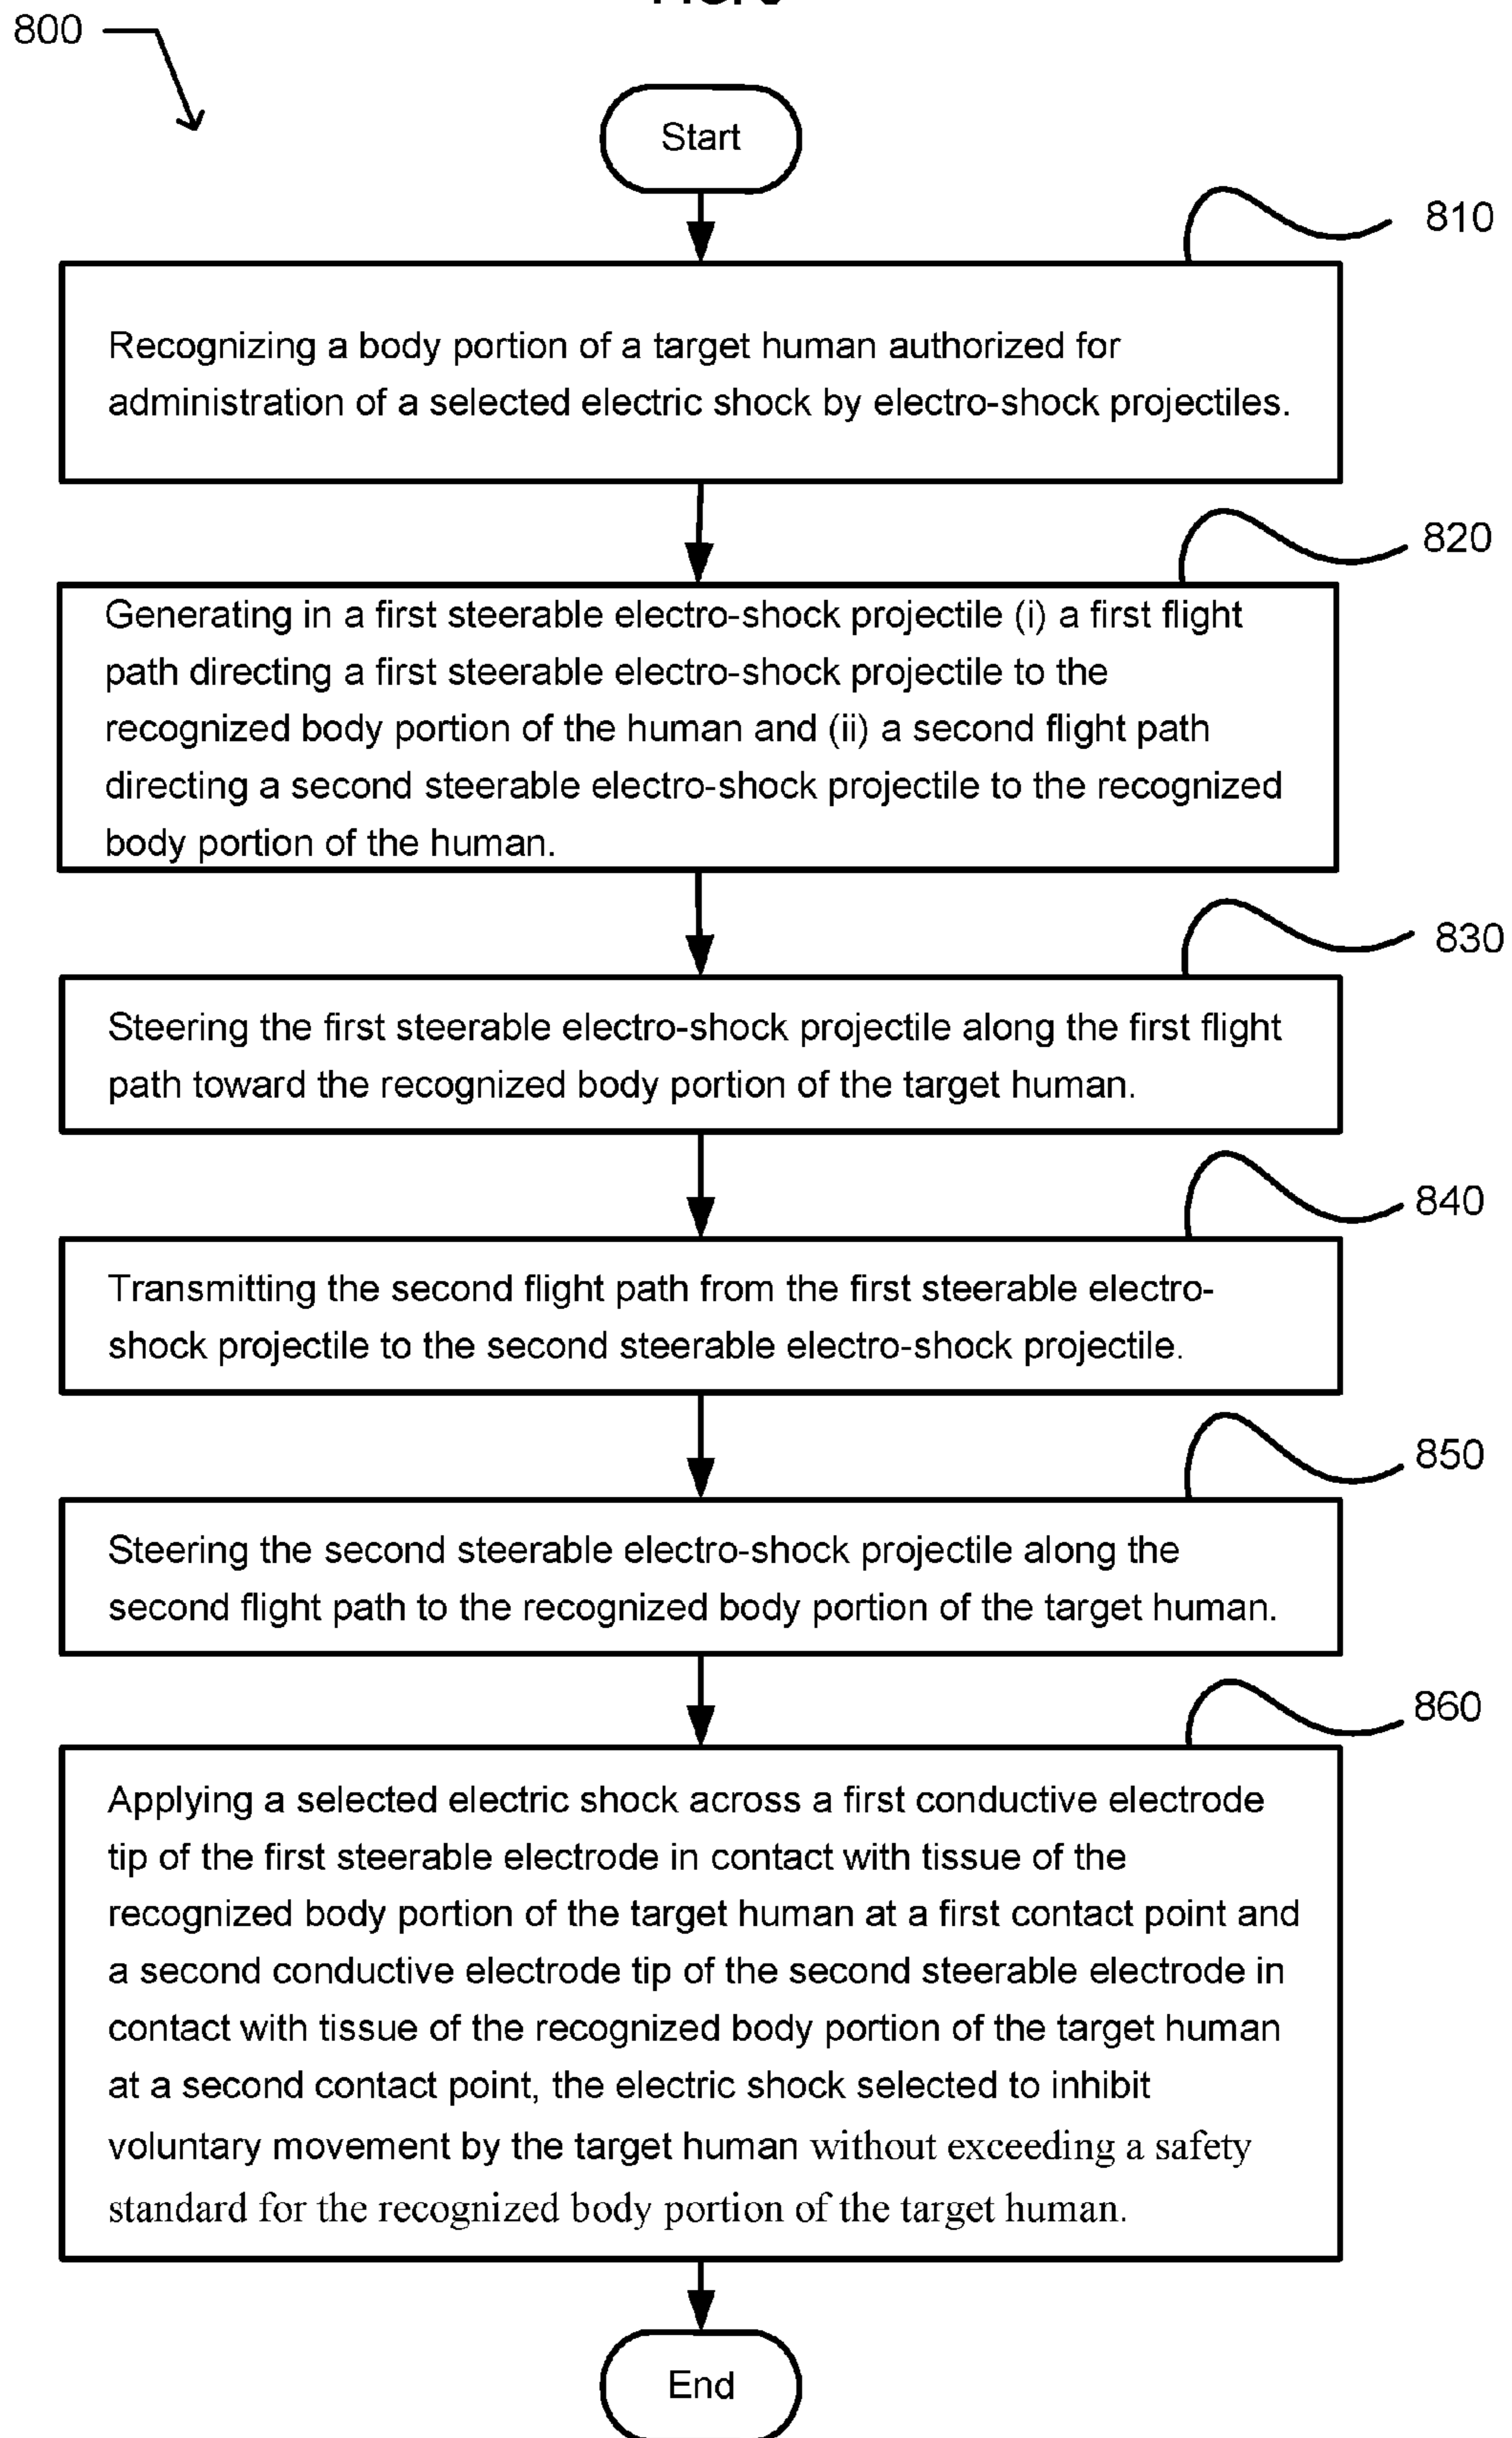 800
Start
810
Recognizing a body portion of a target human authorized for
administration of a selected electric shock by electro-shock projectiles.
820
Generating in a first steerable electro-shock projectile (i) a first flight
path directing a first steerable electro-shock projectile to the
recognized body portion of the human and (ii) a second flight path
directing a second steerable electro-shock projectile to the recognized
body portion of the human.
830
Steering the first steerable electro-shock projectile along the first flight
path toward the recognized body portion of the target human.
840
Transmitting the second flight path from the first steerable electro-
shock projectile to the second steerable electro-shock projectile.
850
Steering the second steerable electro-shock projectile along the
second flight path to the recognized body portion of the target human.
860
Applying a selected electric shock across a first conductive electrode
tip of the first steerable electrode in contact with tissue of the
recognized body portion of the target human at a first contact point and
a second conductive electrode tip of the second steerable electrode in
contact with tissue of the recognized body portion of the target human
at a second contact point, the electric shock selected to inhibit
voluntary movement by the target human without exceeding a safety
standard for the recognized body portion of the target human.
End